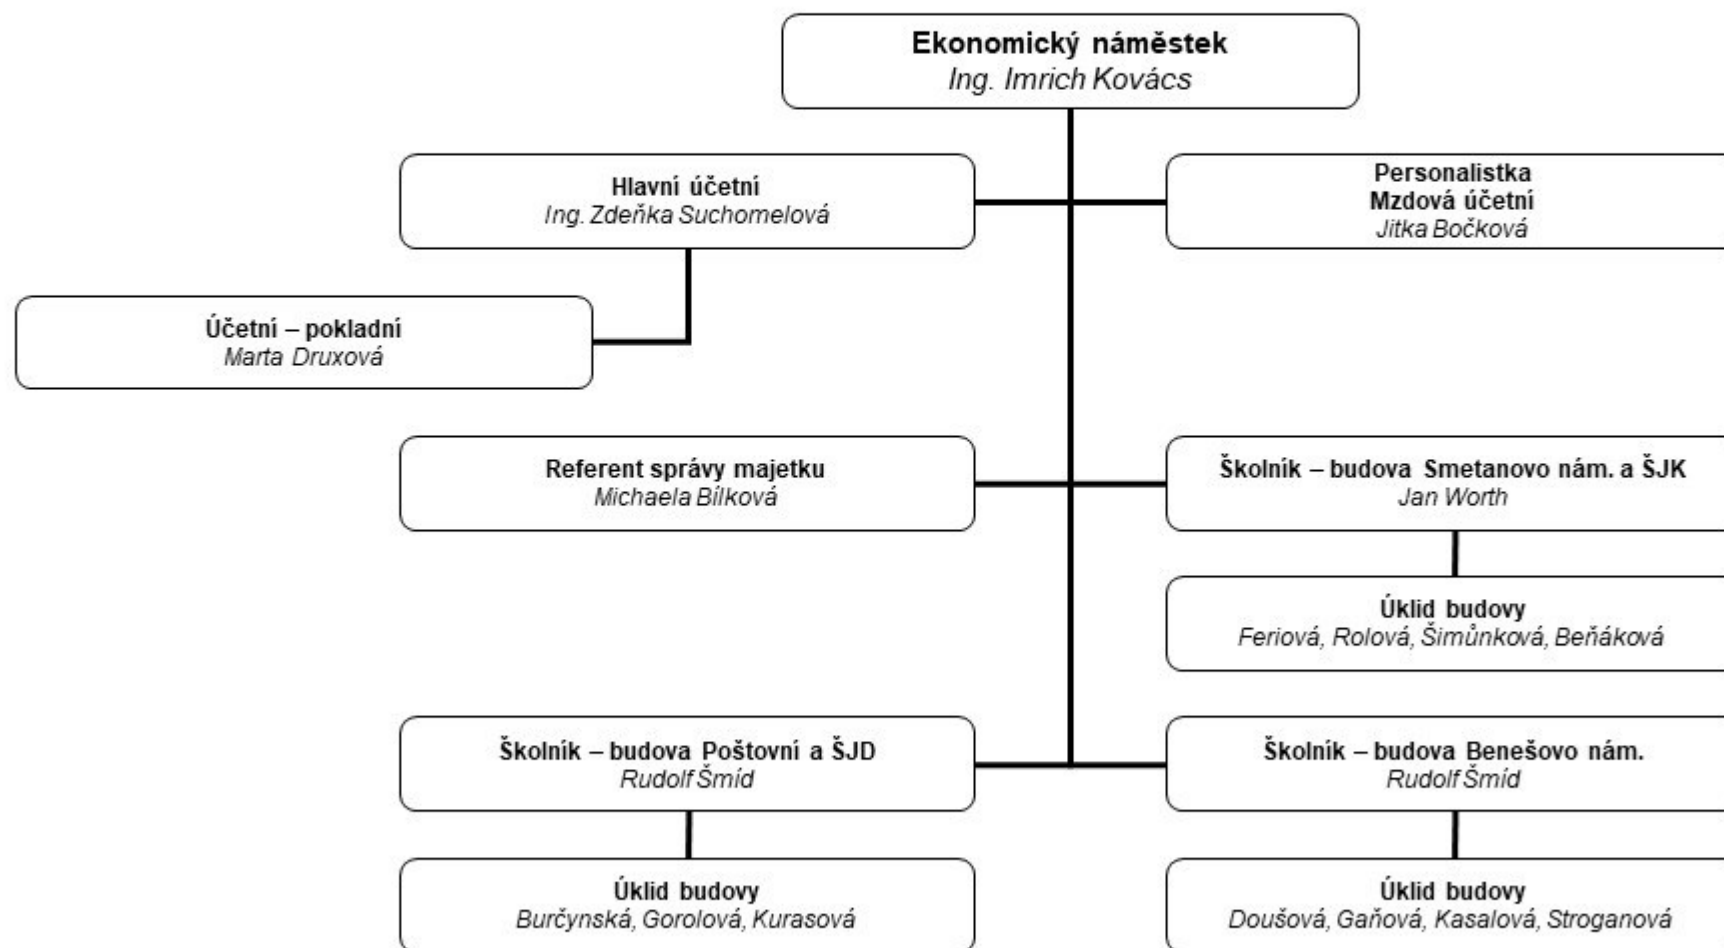 Ekonomický náměstek
Ing. Imrich Kovács
Hlavní účetní
Ing. Zdeňka Suchomelová
Personalistka
Mzdová účetní
Jitka Bočková
Účetní – pokladní
Marta Druxová
Referent správy majetku
Michaela Bílková
Školník – budova Smetanovo nám. a ŠJK
Jan Worth
Úklid budovy
Feriová, Rolová, Šimůnková, Beňáková
Školník – budova Poštovní a ŠJD
Rudolf Šmíd
Školník – budova Benešovo nám.
Rudolf Šmíd
Úklid budovy
Burčynská, Gorolová, Kurasová
Úklid budovy
Doušová, Gaňová, Kasalová, Stroganová